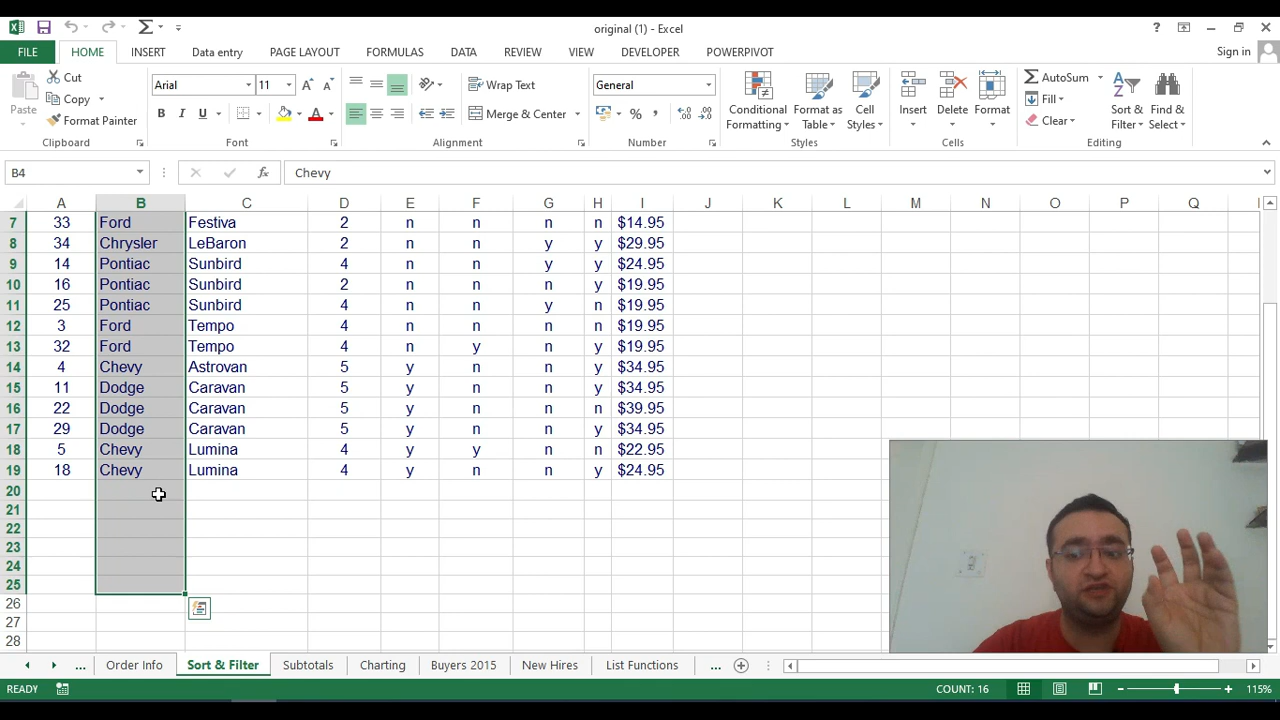 original (1) - Excel
?
Sign in
FILE HOME INSERT Data entry PAGE LAYOUT FORMULAS DATA REVIEW VIEW DEVELOPER POWERPIVOT
Paste
Cut
Copy
Format Painter
Clipboard
Arial 11
B I U A
Font
Wrap Text
Merge & Center
Alignment
General
% ,
Number
Conditional Formatting
Format as Table
Cell Styles
Styles
Insert
Delete
Format
Cells
AutoSum
Fill
Clear
Sort & Filter
Find & Select
Editing
B4 fx Chevy
A B C D E F G H I J K L M N O P Q
7 33 Ford Festiva 2 n n n n $14.95
8 34 Chrysler LeBaron 2 n n y y $29.95
9 14 Pontiac Sunbird 4 n n y y $24.95
10 16 Pontiac Sunbird 2 n n n y $19.95
11 25 Pontiac Sunbird 4 n n y n $19.95
12 3 Ford Tempo 4 n n n n $19.95
13 32 Ford Tempo 4 n y n y $19.95
14 4 Chevy Astrovan 5 y n n y $34.95
15 11 Dodge Caravan 5 y n n y $34.95
16 22 Dodge Caravan 5 y n n n $39.95
17 29 Dodge Caravan 5 y n n y $34.95
18 5 Chevy Lumina 4 y y n n $22.95
19 18 Chevy Lumina 4 y n n y $24.95
20
21
22
23
24
25
26
27
28
... Order Info Sort & Filter Subtotals Charting Buyers 2015 New Hires List Functions ...
READY COUNT: 16 115%